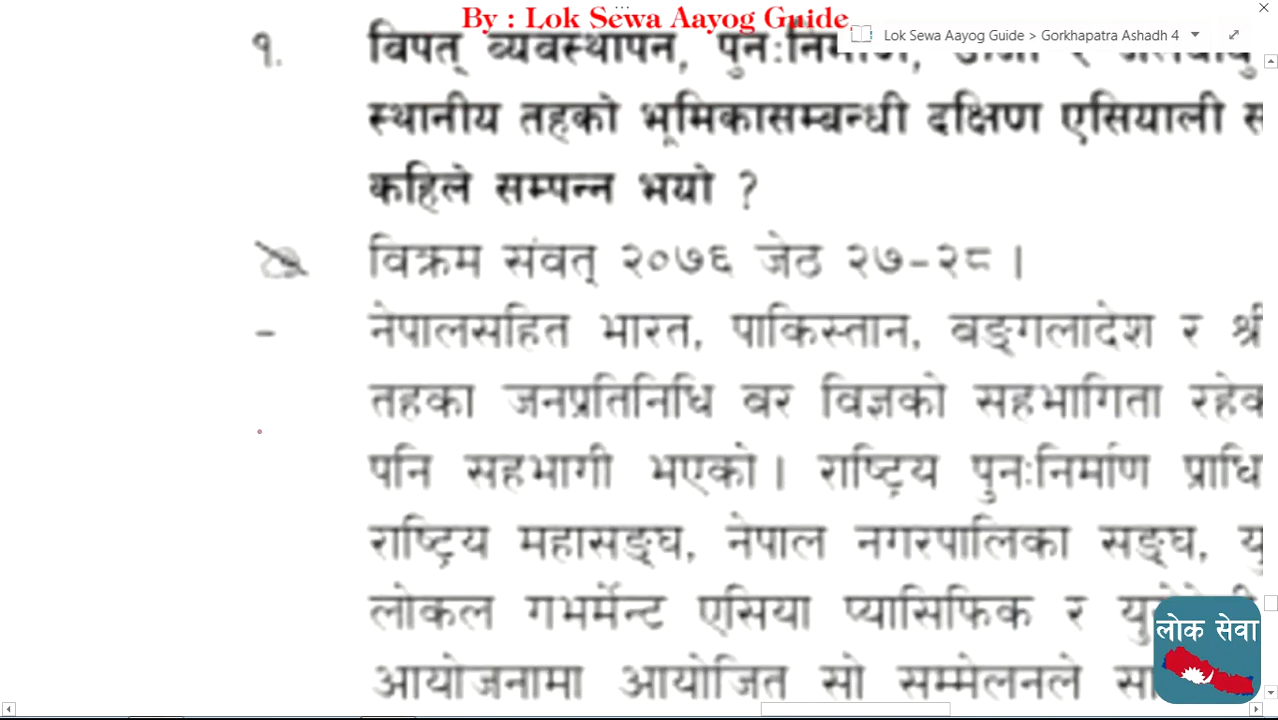 By : Lok Sewa Aayog Guide
Lok Sewa Aayog Guide > Gorkhapatra Ashadh 4
१. विपत् व्यवस्थापन, पुनःनिर्माण, र
स्थानीय तहको भूमिकासम्बन्धी दक्षिण एसियाली
कहिले सम्पन्न भयो ?
विक्रम संवत् २०७६ जेठ २७-२८ ।
- नेपालसहित भारत, पाकिस्तान, बङ्गलादेश र
तहका जनप्रतिनिधि बर विज्ञको सहभागिता
पनि सहभागी भएको । राष्ट्रिय पुनःनिर्माण
राष्ट्रिय महासङ्घ, नेपाल नगरपालिका सङ्घ,
लोकल गभर्मेन्ट एसिया प्यासिफिक र
आयोजनामा आयोजित सो सम्मेलनले
लोक सेवा